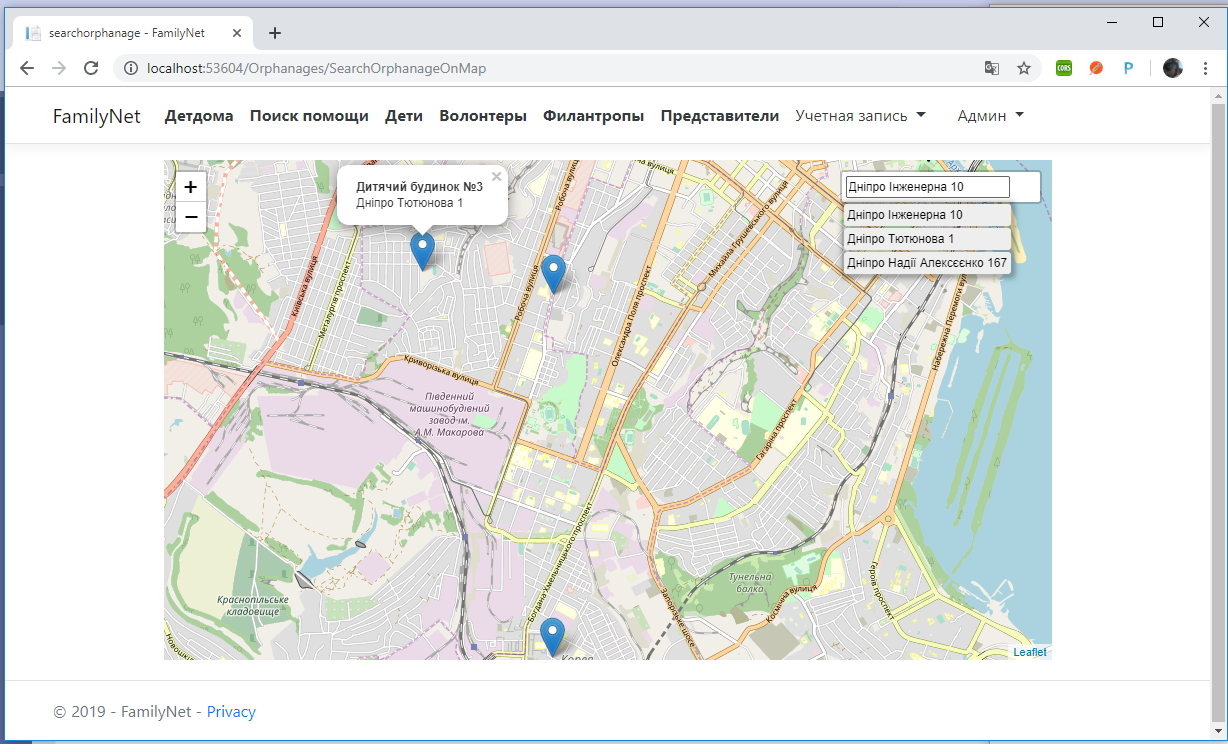 searchorphanage - FamilyNet
localhost:53604/Orphanages/SearchOrphanageOnMap
CORS
P
FamilyNet Детдома Поиск помощи Дети Волонтеры Филантропы Представители Учетная запись Админ
+
−
Дитячий будинок №3
Дніпро Тютюнова 1
×
Дніпро Інженерна 10
Дніпро Інженерна 10
Дніпро Тютюнова 1
Дніпро Надії Алексєєнко 167
Робоча вулиця
Михайла Грушевського вулиця
Київська вулиця
Металургів проспект
Робоча вулиця
Олександра Поля проспект
Набережна Перемоги вулиця
Криворізька вулиця
Південний
машинобудівний
завод ім.
А.М. Макарова
Гагаріна проспект
Богдана Хмельницького проспект
Тунельна
балка
Космічна вулиця
Героїв проспект
Запорізьке шосе
Краснопільське
кладовище
Leaflet
© 2019 - FamilyNet - Privacy